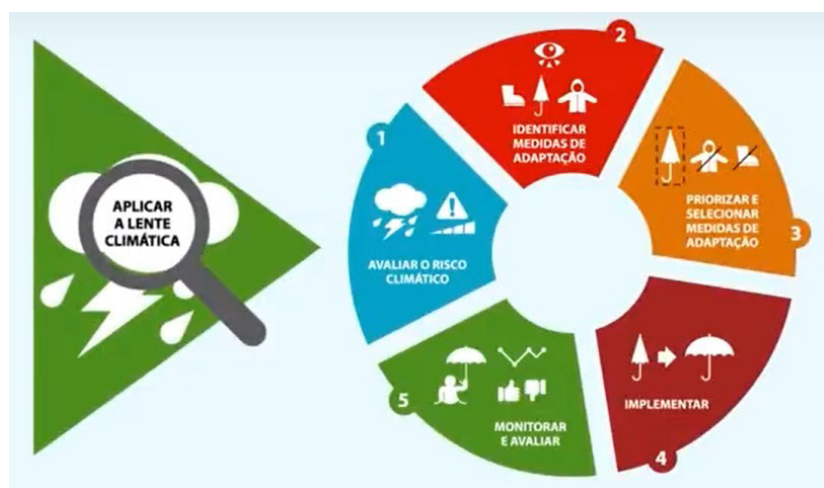 APLICAR
A LENTE
CLIMÁTICA
1
AVALIAR O RISCO
CLIMÁTICO
2
IDENTIFICAR
MEDIDAS DE
ADAPTAÇÃO
3
PRIORIZAR E
SELECIONAR
MEDIDAS DE
ADAPTAÇÃO
4
IMPLEMENTAR
5
MONITORAR
E AVALIAR